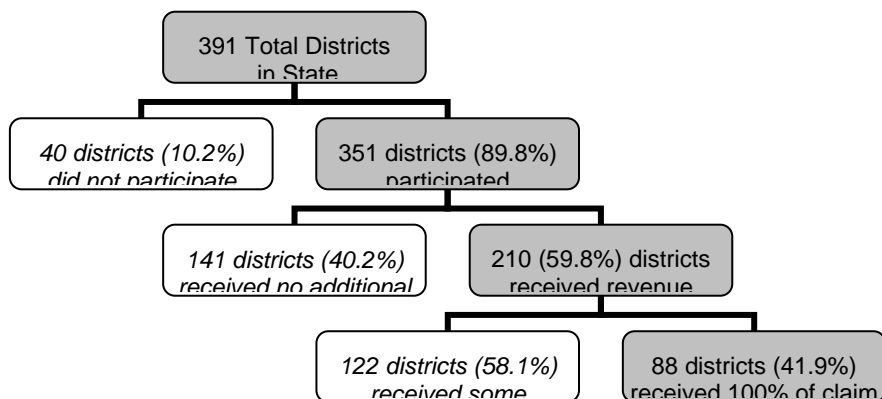 391 Total Districts
in State
40 districts (10.2%)
did not participate
351 districts (89.8%)
participated
141 districts (40.2%)
received no additional
210 (59.8%) districts
received revenue
122 districts (58.1%)
received some
88 districts (41.9%)
received 100% of claim